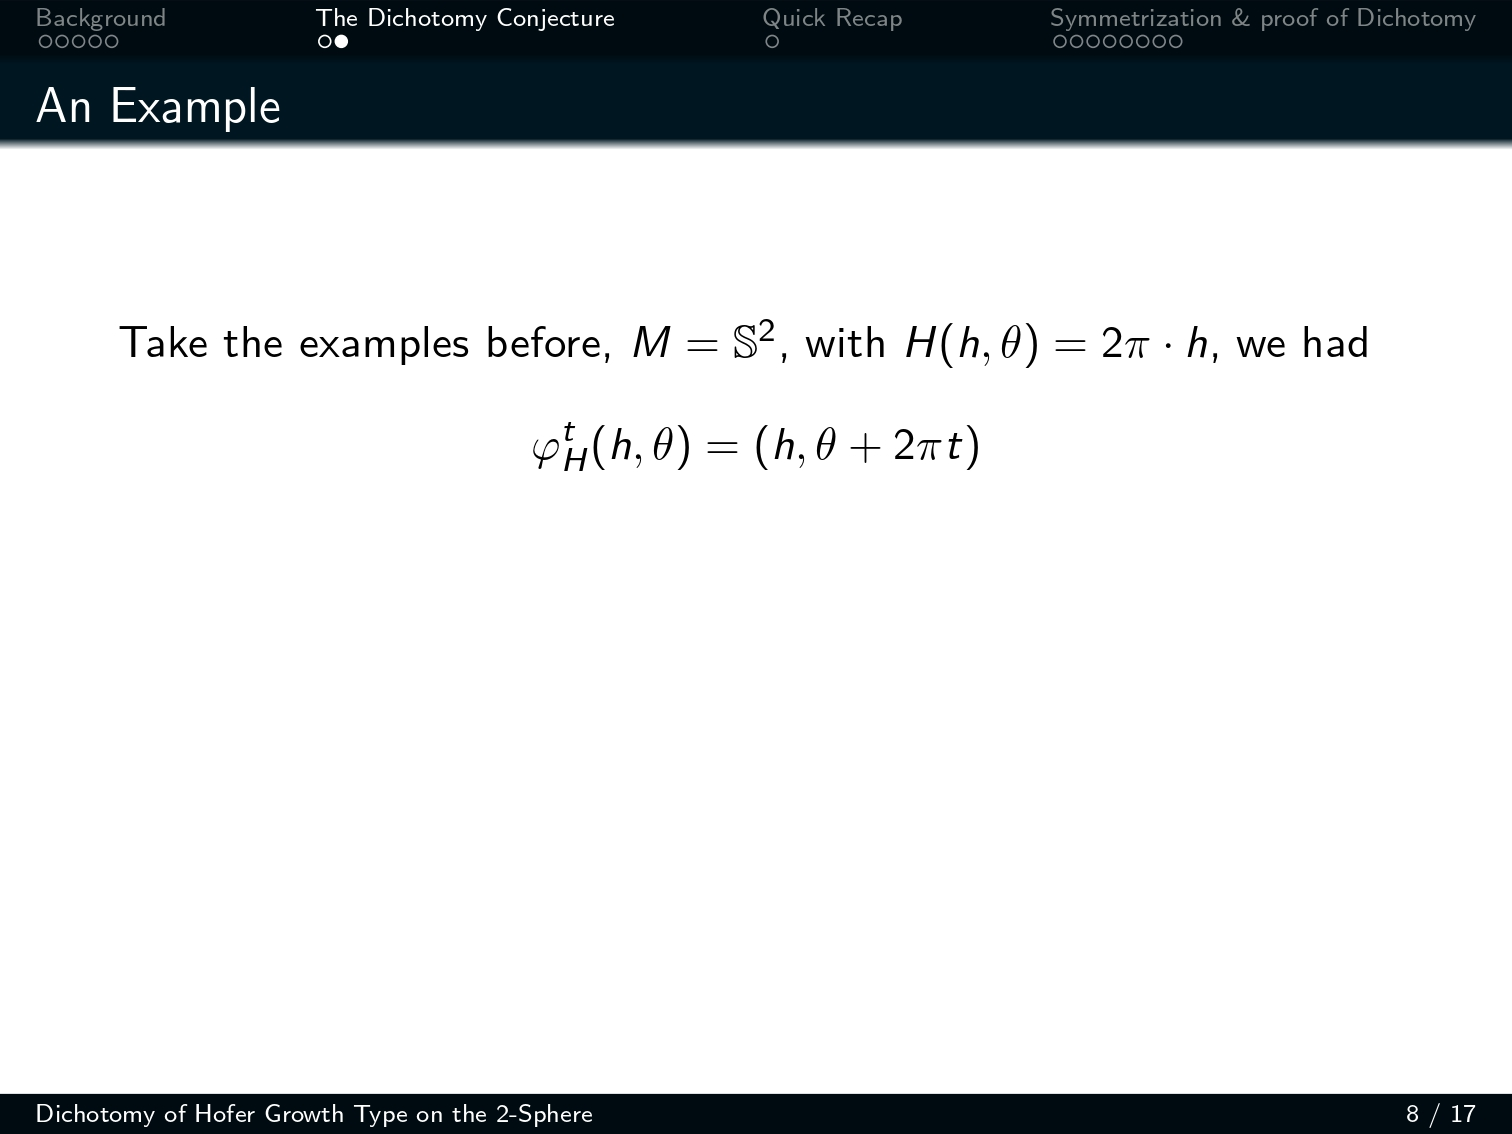 Background The Dichotomy Conjecture Quick Recap Symmetrization & proof of Dichotomy
An Example
Take the examples before, M = 𝕊², with H(h, θ) = 2π · h, we had
φᵗ_H(h, θ) = (h, θ + 2πt)
Dichotomy of Hofer Growth Type on the 2-Sphere 8 / 17